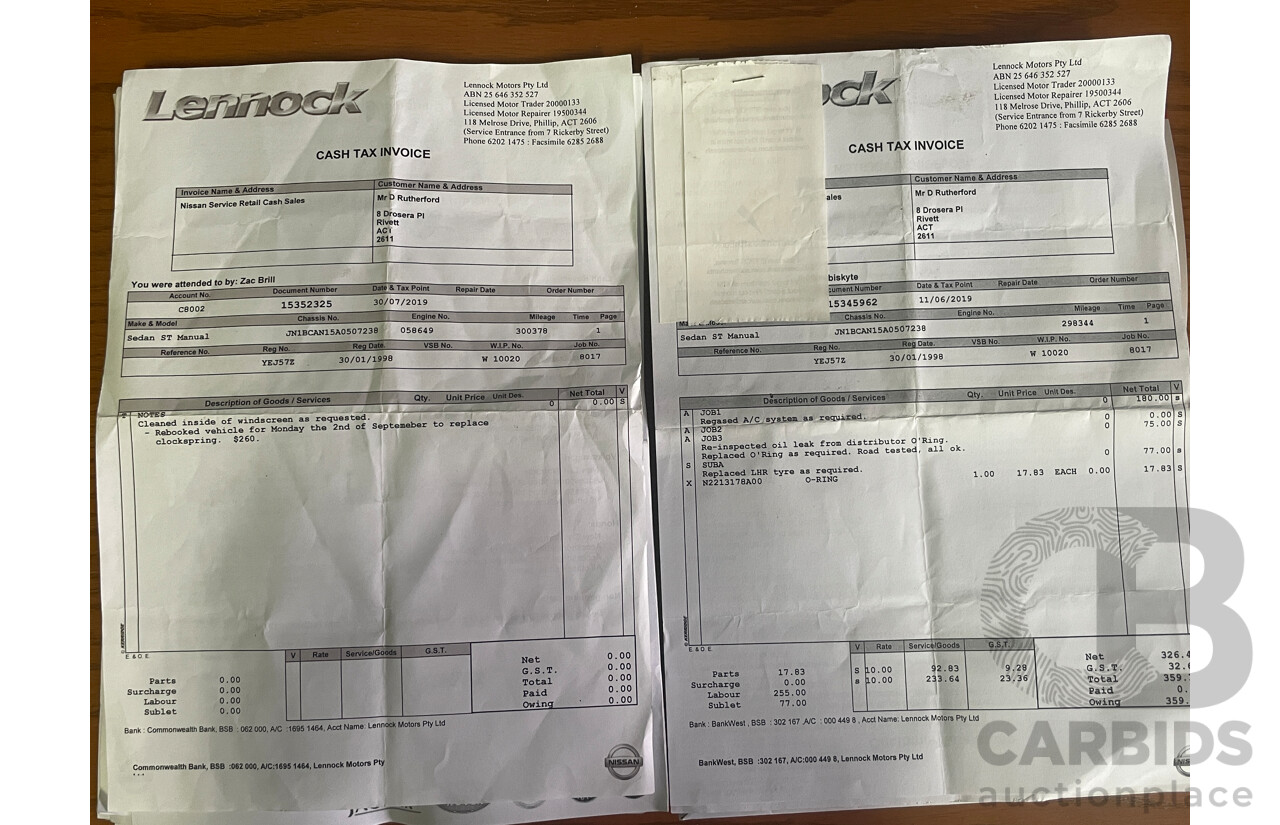 Lennock
Lennock Motors Pty Ltd
ABN 25 646 352 527
Licensed Motor Trader 20000133
Licensed Motor Repairer 19500344
118 Melrose Drive, Phillip, ACT 2606
(Service Entrance from 7 Rickerby Street)
Phone 6202 1475 : Facsimile 6285 2688
CASH TAX INVOICE
Invoice Name & Address Customer Name & Address
Nissan Service Retail Cash Sales Mr D Rutherford
8 Drosera Pl
Rivett
ACT
2611
You were attended to by: Zac Brill
Account No. Document Number Date & Tax Point Repair Date Order Number
CB002 15352325 30/07/2019
Make & Model Chassis No. Engine No. Mileage Time Page
Sedan ST Manual JN1BCAN15A0507238 058649 300378 1
Reference No. Reg No. Reg Date. VSB No. W.I.P. No. Job No.
YEJ57Z 30/01/1998 W 10020 8017
Description of Goods / Services Qty. Unit Price Unit Des. Net Total V
NOTES 0 0.00 S
Cleaned inside of windscreen as requested.
- Rebooked vehicle for Monday the 2nd of Septemeber to replace
clockspring. $260.
E & O E.
V Rate Service/Goods G.S.T.
Parts 0.00
Surcharge 0.00
Labour 0.00
Sublet 0.00
Net 0.00
G.S.T. 0.00
Total 0.00
Paid 0.00
Owing 0.00
Bank : Commonwealth Bank, BSB :062 000, A/C :1695 1464, Acct Name: Lennock Motors Pty Ltd
Commonwealth Bank, BSB :062 000, A/C:1695 1464, Lennock Motors Pty Ltd
NISSAN
ock
Lennock Motors Pty Ltd
ABN 25 646 352 527
Licensed Motor Trader 20000133
Licensed Motor Repairer 19500344
118 Melrose Drive, Phillip, ACT 2606
(Service Entrance from 7 Rickerby Street)
Phone 6202 1475 : Facsimile 6285 2688
CASH TAX INVOICE
Customer Name & Address
ales Mr D Rutherford
8 Drosera Pl
Rivett
ACT
2611
biskyte
cument Number Date & Tax Point Repair Date Order Number
15345962 11/06/2019
Chassis No. Engine No. Mileage Time Page
Sedan ST Manual JN1BCAN15A0507238 298344 1
Reference No. Reg No. Reg Date. VSB No. W.I.P. No. Job No.
YEJ57Z 30/01/1998 W 10020 8017
Description of Goods / Services Qty. Unit Price Unit Des. Net Total V
A JOB1 0 180.00 s
Regased A/C system as required.
A JOB2 0 0.00 S
A JOB3 0 75.00 S
Re-inspected oil leak from distributor O'Ring.
Replaced O'Ring as required. Road tested, all ok.
S SUBA 0 77.00 s
Replaced LHR tyre as required.
X N2213178A00 O-RING 1.00 17.83 EACH 0.00 17.83 S
E & O E.
V Rate Service/Goods G.S.T.
S 10.00 92.83 9.28
s 10.00 233.64 23.36
Parts 17.83
Surcharge 0.00
Labour 255.00
Sublet 77.00
Net 326.4
G.S.T. 32.
Total 359.
Paid 0.
Owing 359.
Bank : BankWest, BSB : 302 167 ,A/C : 000 449 8 , Acct Name: Lennock Motors Pty Ltd
BankWest, BSB :302 167, A/C:000 449 8, Lennock Motors Pty Ltd
CB
CARBIDS
auctionplace